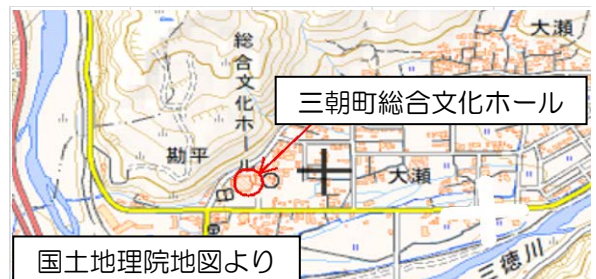 大瀬
総合文化ホール
三朝町総合文化ホール
勘平
大瀬
国土地理院地図より
三徳川